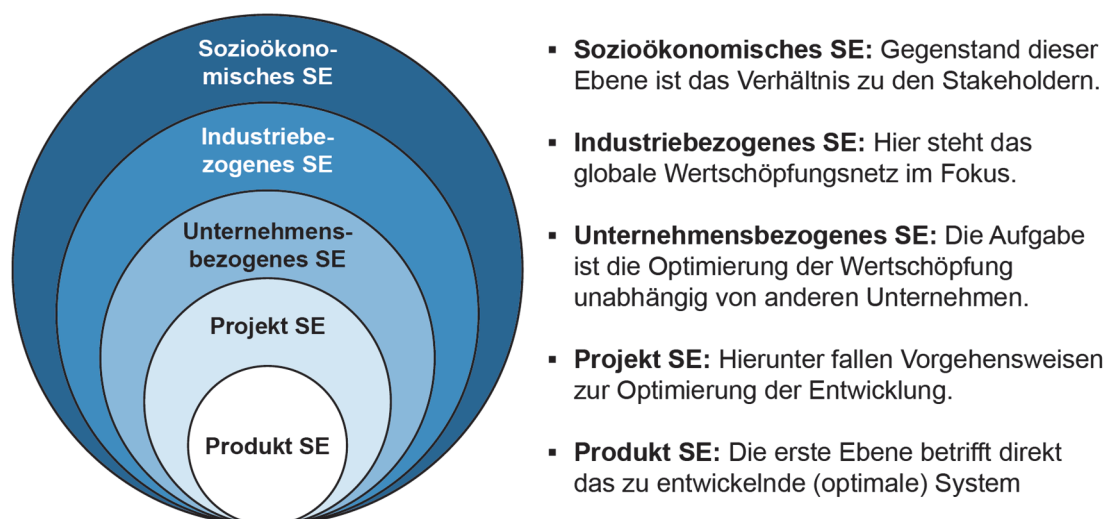 Sozioökono-
misches SE
Industriebe-
zogenes SE
Unternehmens-
bezogenes SE
Projekt SE
Produkt SE
▪ Sozioökonomisches SE: Gegenstand dieser
Ebene ist das Verhältnis zu den Stakeholdern.
▪ Industriebezogenes SE: Hier steht das
globale Wertschöpfungsnetz im Fokus.
▪ Unternehmensbezogenes SE: Die Aufgabe
ist die Optimierung der Wertschöpfung
unabhängig von anderen Unternehmen.
▪ Projekt SE: Hierunter fallen Vorgehensweisen
zur Optimierung der Entwicklung.
▪ Produkt SE: Die erste Ebene betrifft direkt
das zu entwickelnde (optimale) System